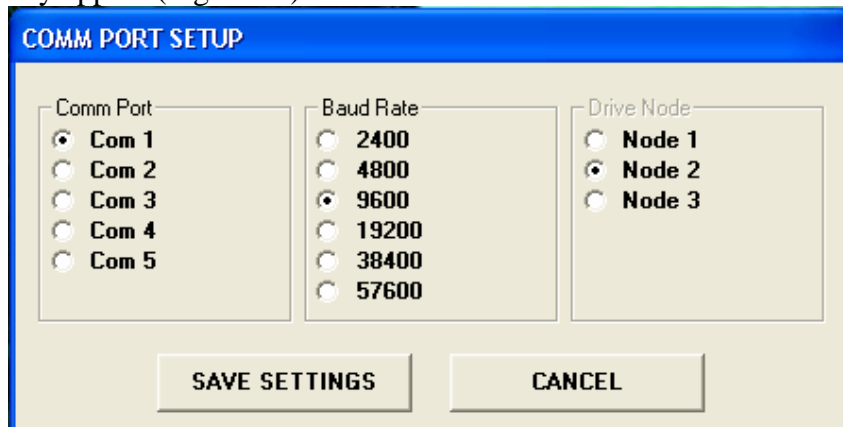 COMM PORT SETUP
Comm Port
Com 1
Com 2
Com 3
Com 4
Com 5
Baud Rate
2400
4800
9600
19200
38400
57600
Drive Node
Node 1
Node 2
Node 3
SAVE SETTINGS
CANCEL